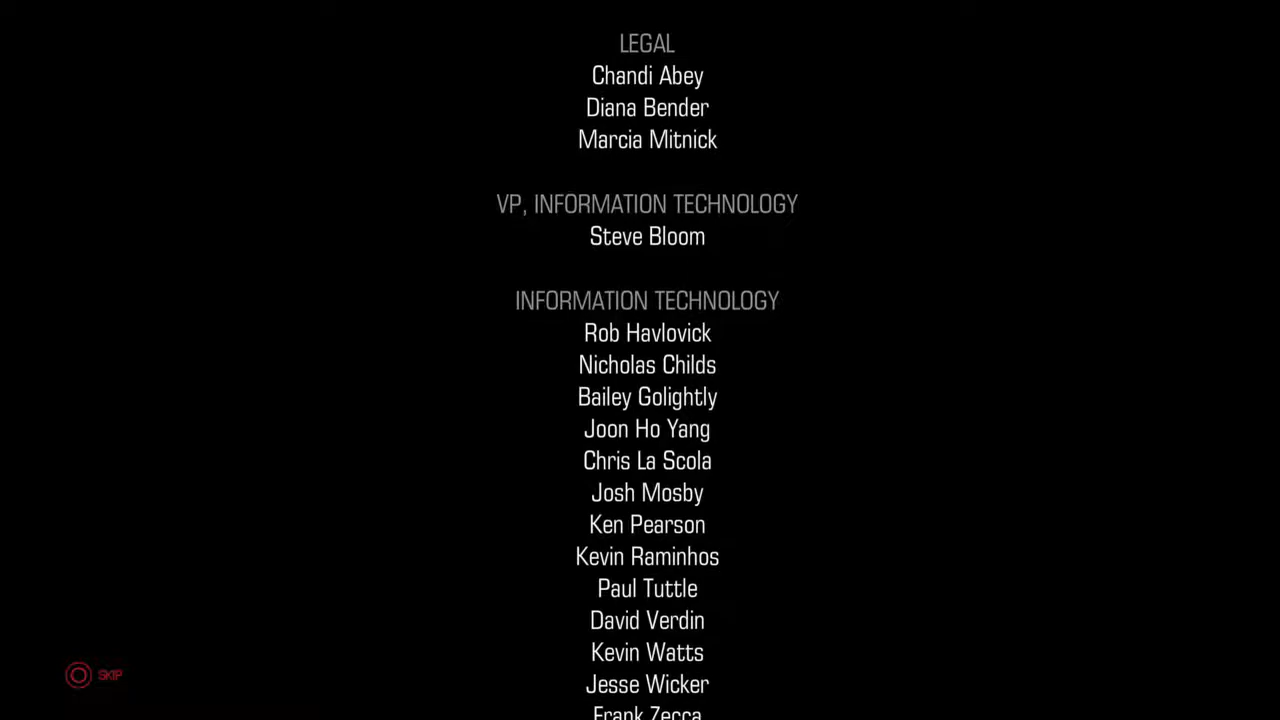 LEGAL
Chandi Abey
Diana Bender
Marcia Mitnick
VP, INFORMATION TECHNOLOGY
Steve Bloom
INFORMATION TECHNOLOGY
Rob Havlovick
Nicholas Childs
Bailey Golightly
Joon Ho Yang
Chris La Scola
Josh Mosby
Ken Pearson
Kevin Raminhos
Paul Tuttle
David Verdin
Kevin Watts
Jesse Wicker
Frank Zecca
SKIP